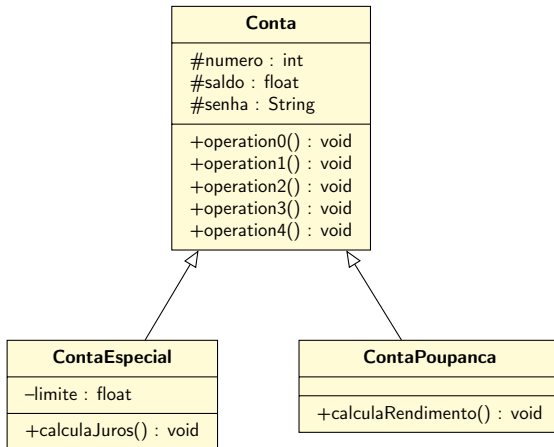 Conta
#numero : int
#saldo : float
#senha : String
+operation0() : void
+operation1() : void
+operation2() : void
+operation3() : void
+operation4() : void
ContaEspecial
–limite : float
+calculaJuros() : void
ContaPoupanca
+calculaRendimento() : void